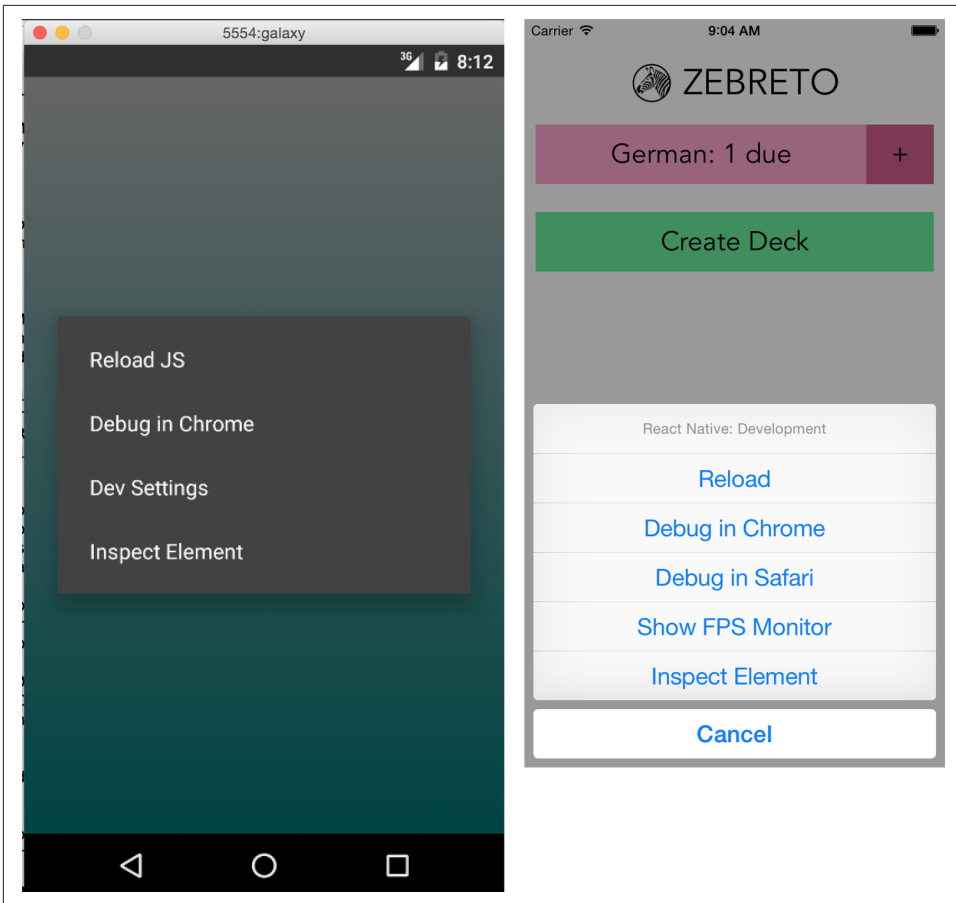 5554:galaxy
3G 8:12
Reload JS
Debug in Chrome
Dev Settings
Inspect Element
Carrier 9:04 AM
ZEBRETO
German: 1 due +
Create Deck
React Native: Development
Reload
Debug in Chrome
Debug in Safari
Show FPS Monitor
Inspect Element
Cancel